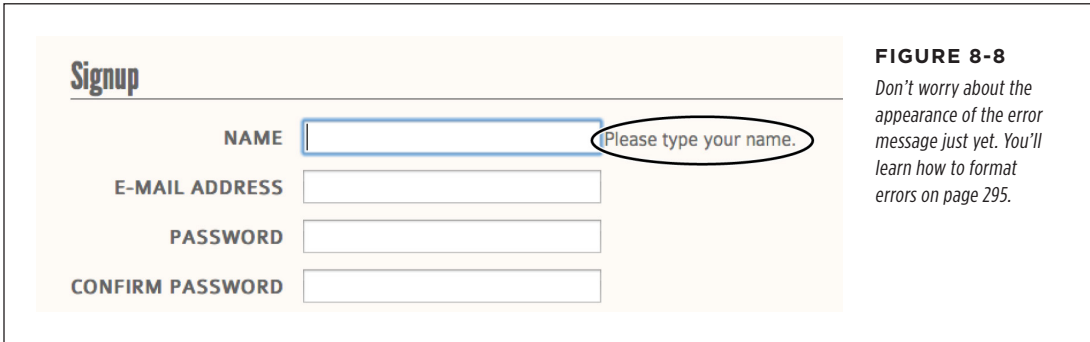 Signup
NAME
Please type your name.
E-MAIL ADDRESS
PASSWORD
CONFIRM PASSWORD
FIGURE 8-8
Don’t worry about the
appearance of the error
message just yet. You’ll
learn how to format
errors on page 295.